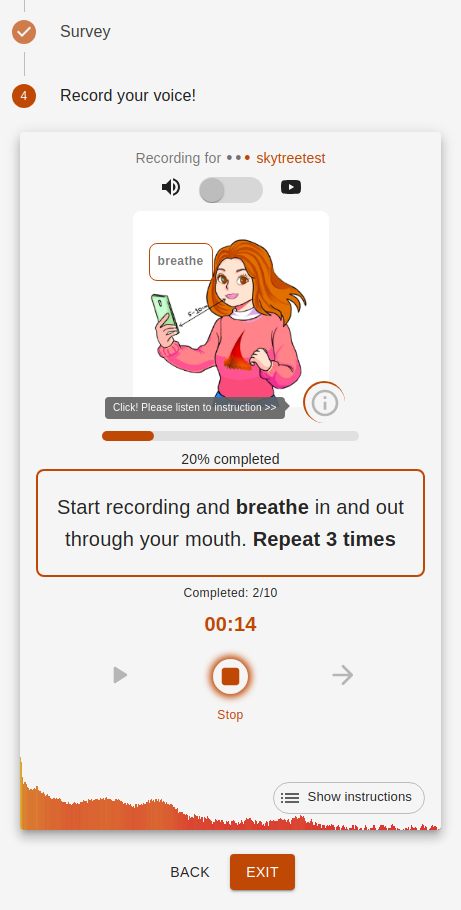 Survey
4
Record your voice!
Recording for ••• skytreetest
breathe
5-10cm
Click! Please listen to instruction >>
20% completed
Start recording and breathe in and out
through your mouth. Repeat 3 times
Completed: 2/10
00:14
Stop
Show instructions
BACK
EXIT